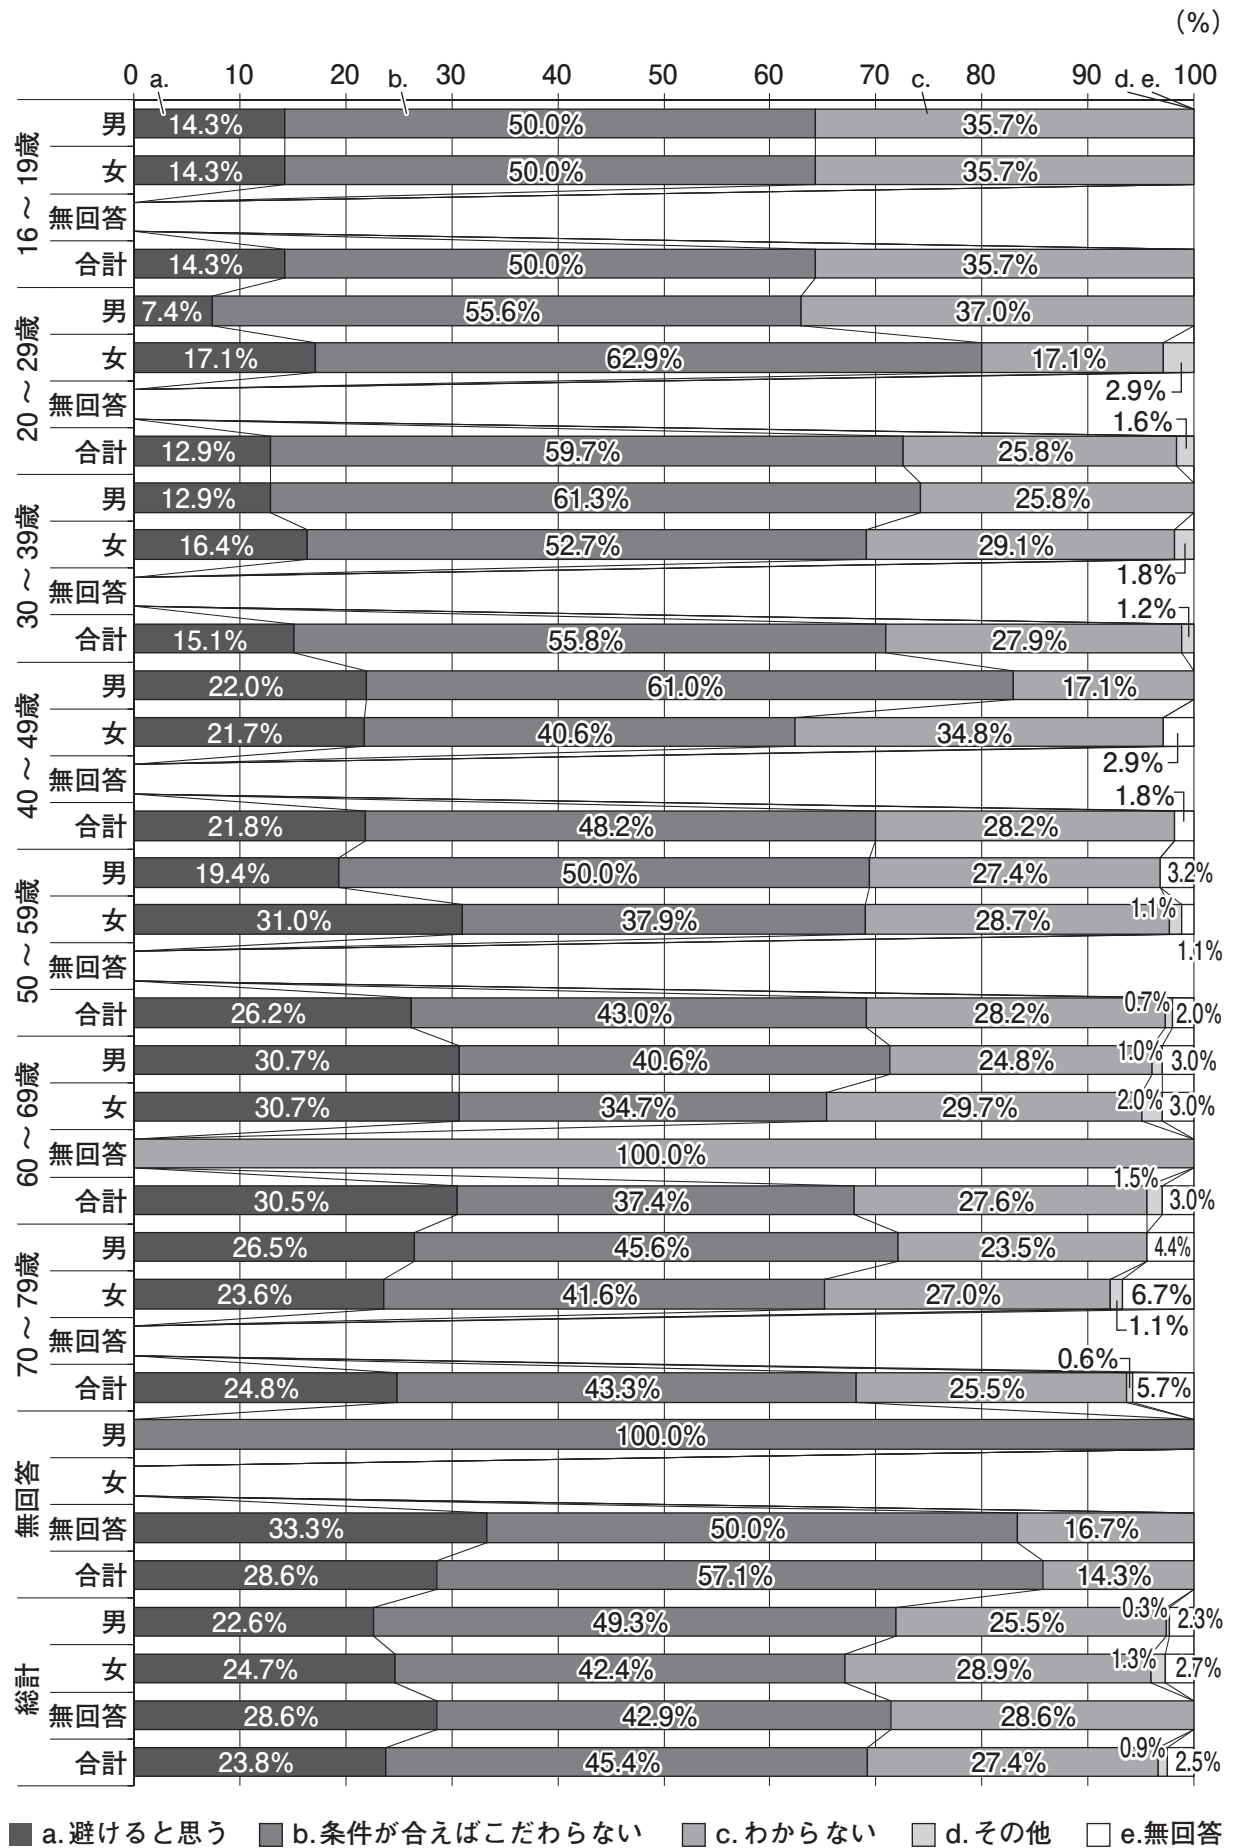 (%)
0 10 20 30 40 50 60 70 80 90 100
a. b. c. d. e.
16～19歳
男 14.3% 50.0% 35.7%
女 14.3% 50.0% 35.7%
無回答
合計 14.3% 50.0% 35.7%
20～29歳
男 7.4% 55.6% 37.0%
女 17.1% 62.9% 17.1% 2.9%
無回答
合計 12.9% 59.7% 25.8% 1.6%
30～39歳
男 12.9% 61.3% 25.8%
女 16.4% 52.7% 29.1% 1.8%
無回答
合計 15.1% 55.8% 27.9% 1.2%
40～49歳
男 22.0% 61.0% 17.1%
女 21.7% 40.6% 34.8% 2.9%
無回答
合計 21.8% 48.2% 28.2% 1.8%
50～59歳
男 19.4% 50.0% 27.4% 3.2%
女 31.0% 37.9% 28.7% 1.1% 1.1%
無回答
合計 26.2% 43.0% 28.2% 0.7% 2.0%
60～69歳
男 30.7% 40.6% 24.8% 1.0% 3.0%
女 30.7% 34.7% 29.7% 2.0% 3.0%
無回答 100.0%
合計 30.5% 37.4% 27.6% 1.5% 3.0%
70～79歳
男 26.5% 45.6% 23.5% 4.4%
女 23.6% 41.6% 27.0% 1.1% 6.7%
無回答
合計 24.8% 43.3% 25.5% 0.6% 5.7%
無回答
男 100.0%
女
無回答 33.3% 50.0% 16.7%
合計 28.6% 57.1% 14.3%
総計
男 22.6% 49.3% 25.5% 0.3% 2.3%
女 24.7% 42.4% 28.9% 1.3% 2.7%
無回答 28.6% 42.9% 28.6%
合計 23.8% 45.4% 27.4% 0.9% 2.5%
a.避けると思う b.条件が合えばこだわらない c.わからない d.その他 e.無回答